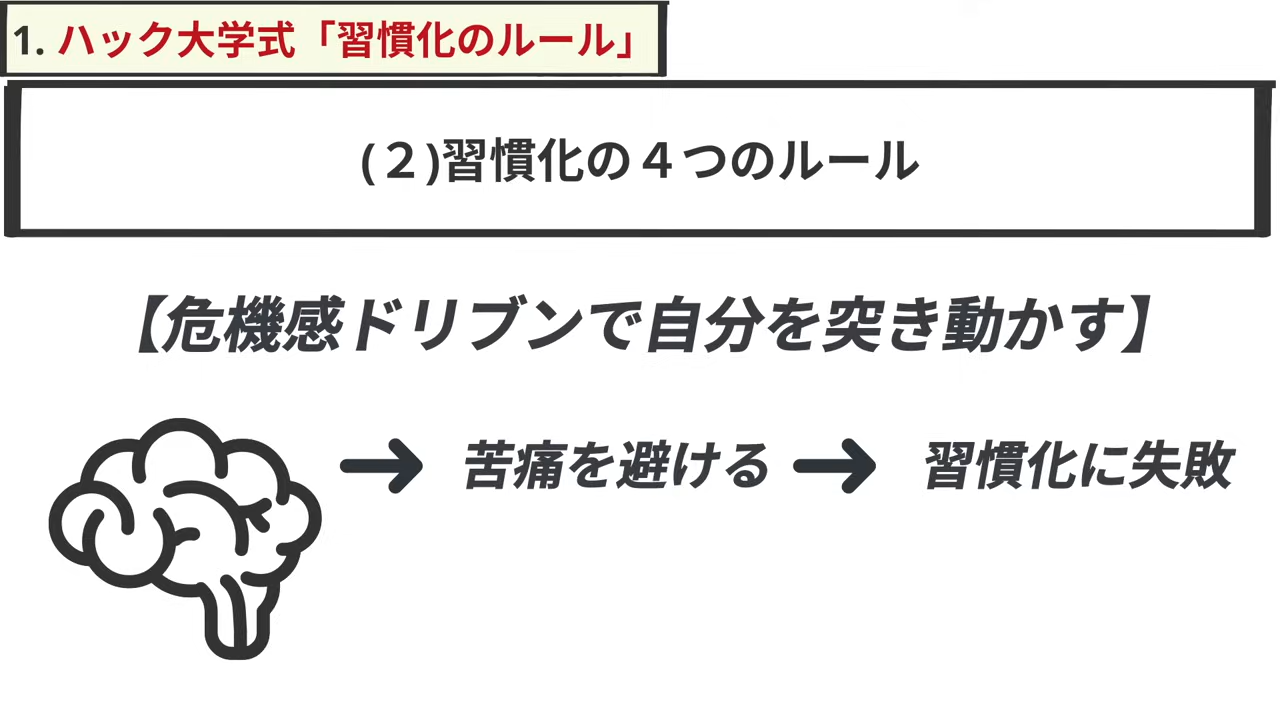 1. ハック大学式「習慣化のルール」
(２)習慣化の４つのルール
【危機感ドリブンで自分を突き動かす】
→ 苦痛を避ける → 習慣化に失敗